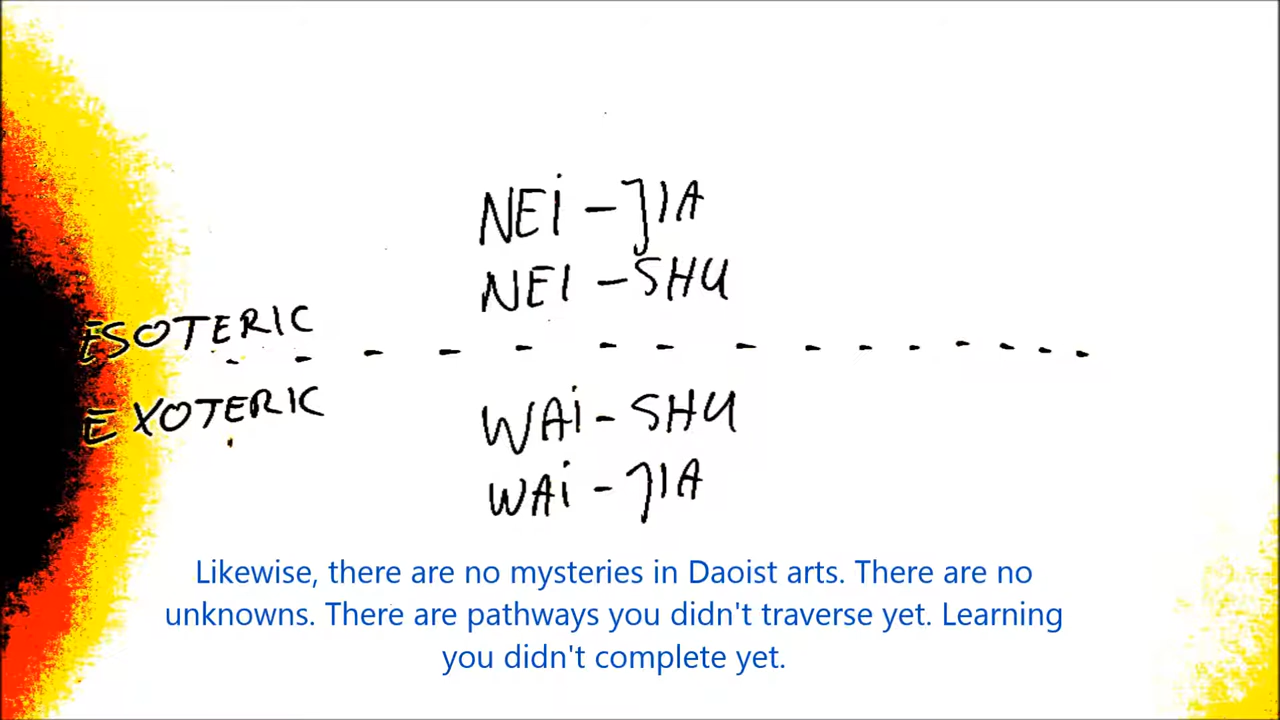 NEI - JIA
NEI - SHU
ESOTERIC
EXOTERIC
WAI - SHU
WAI - JIA
Likewise, there are no mysteries in Daoist arts. There are no
unknowns. There are pathways you didn't traverse yet. Learning
you didn't complete yet.